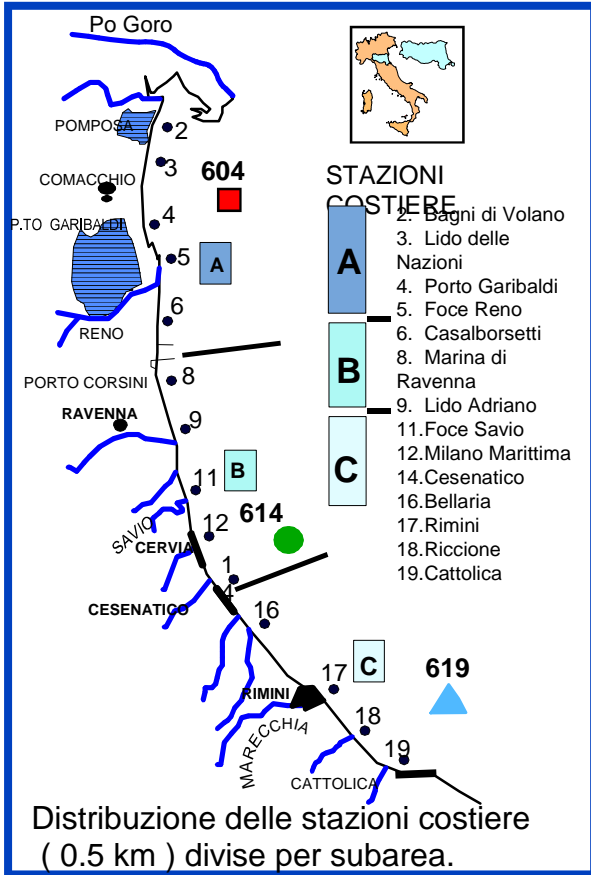 Po Goro
POMPOSA
2
3
COMACCHIO
604
P.TO GARIBALDI
4
5
A
6
RENO
PORTO CORSINI
8
RAVENNA
9
B
11
SAVIO
12
614
CERVIA
1
4
CESENATICO
16
17
C
619
RIMINI
MARECCHIA
18
19
CATTOLICA
STAZIONI
COSTIERE
A
B
C
2. Bagni di Volano
3. Lido delle
Nazioni
4. Porto Garibaldi
5. Foce Reno
6. Casalborsetti
8. Marina di
Ravenna
9. Lido Adriano
11.Foce Savio
12.Milano Marittima
14.Cesenatico
16.Bellaria
17.Rimini
18.Riccione
19.Cattolica
Distribuzione delle stazioni costiere
( 0.5 km ) divise per subarea.